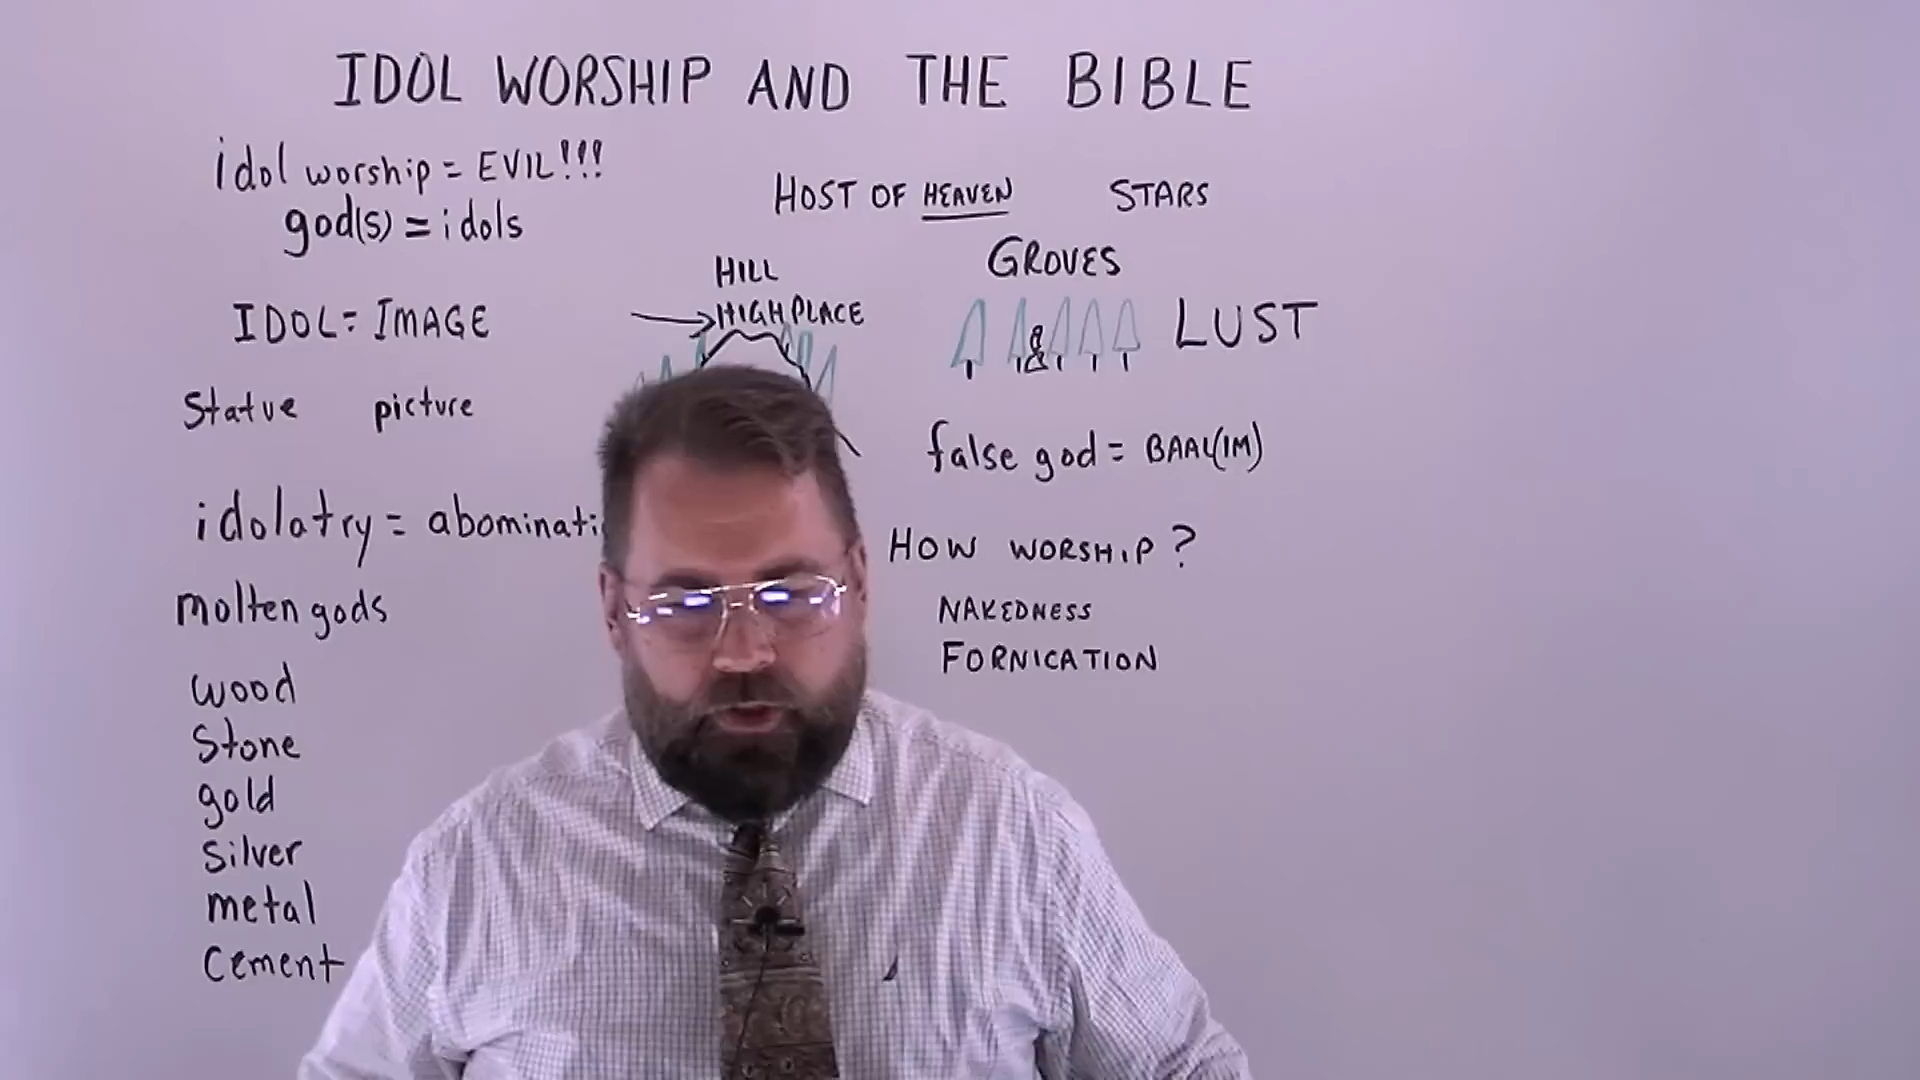 IDOL WORSHIP AND THE BIBLE
idol worship = EVIL!!!
god(s) = idols
IDOL = IMAGE
Statue picture
idolatry = abominati
molten gods
wood
Stone
gold
Silver
metal
Cement
HOST OF HEAVEN STARS
HILL
HIGH PLACE
GROVES
LUST
false god = BAAL(IM)
HOW WORSHIP?
NAKEDNESS
FORNICATION